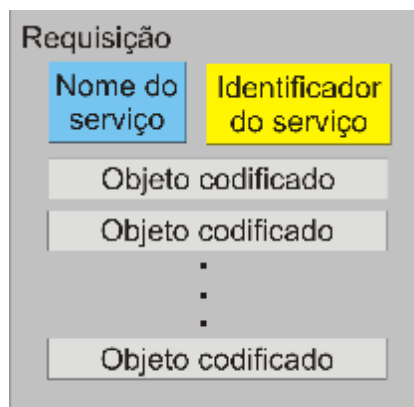 Requisição
Nome do
serviço
Identificador
do serviço
Objeto codificado
Objeto codificado
Objeto codificado